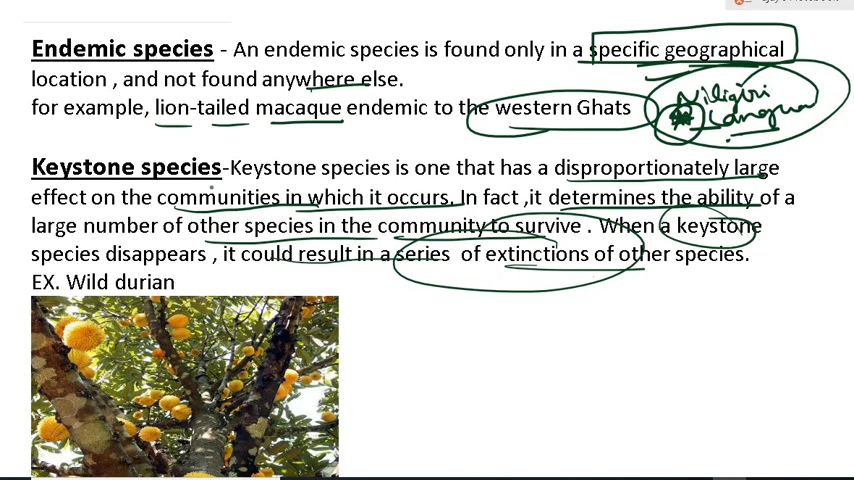 Endemic species - An endemic species is found only in a specific geographical
location , and not found anywhere else.
for example, lion-tailed macaque endemic to the western Ghats
Niligiri
Langur
Keystone species-Keystone species is one that has a disproportionately large
effect on the communities in which it occurs. In fact ,it determines the ability of a
large number of other species in the community to survive . When a keystone
species disappears , it could result in a series of extinctions of other species.
EX. Wild durian